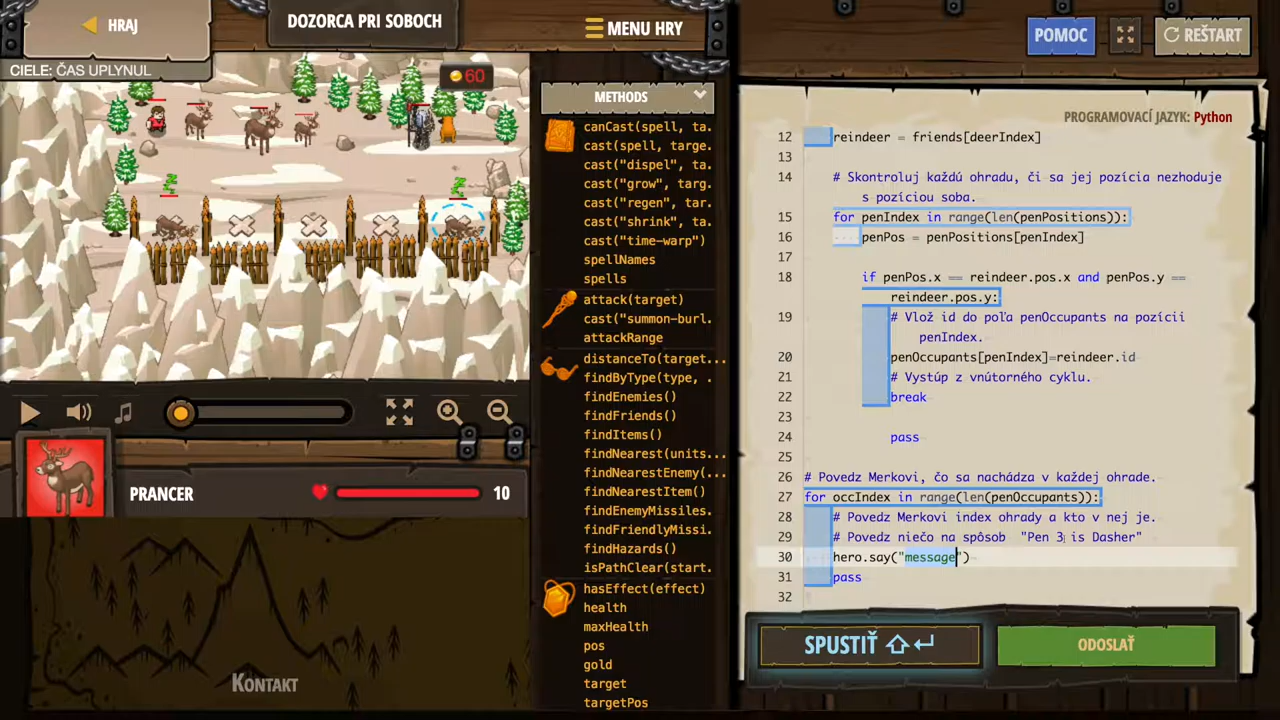 HRAJ
DOZORCA PRI SOBOCH
MENU HRY
CIELE: ČAS UPLYNUL
60
POMOC
REŠTART
METHODS
canCast(spell, ta.
cast(spell, targe.
cast("dispel", ta.
cast("grow", targ.
cast("regen", tar.
cast("shrink", ta.
cast("time-warp")
spellNames
spells
attack(target)
cast("summon-burl.
attackRange
distanceTo(target...
findByType(type, .
findEnemies()
findFriends()
findItems()
findNearest(units...
findNearestEnemy(...
findNearestItem()
findEnemyMissiles.
findFriendlyMissi.
findHazards()
isPathClear(start.
hasEffect(effect)
health
maxHealth
pos
gold
target
targetPos
PRANCER
10
KONTAKT
PROGRAMOVACÍ JAZYK: Python
12 reindeer = friends[deerIndex]
13
14 # Skontroluj každú ohradu, či sa jej pozícia nezhoduje
s pozíciou soba.
15 for penIndex in range(len(penPositions)):
16 penPos = penPositions[penIndex]
17
18 if penPos.x == reindeer.pos.x and penPos.y ==
reindeer.pos.y:
19 # Vlož id do poľa penOccupants na pozícii
penIndex.
20 penOccupants[penIndex]=reindeer.id
21 # Vystúp z vnútorného cyklu.
22 break
23
24 pass
25
26 # Povedz Merkovi, čo sa nachádza v každej ohrade.
27 for occIndex in range(len(penOccupants)):
28 # Povedz Merkovi index ohrady a kto v nej je.
29 # Povedz niečo na spôsob "Pen 3 is Dasher"
30 hero.say("message")
31 pass
32
SPUSTIŤ
ODOSLAŤ